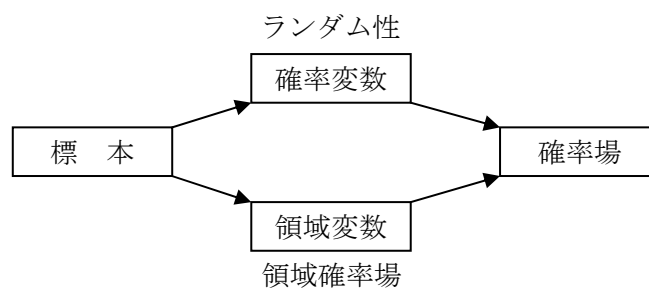 ランダム性
確率変数
標　本
確率場
領域変数
領域確率場